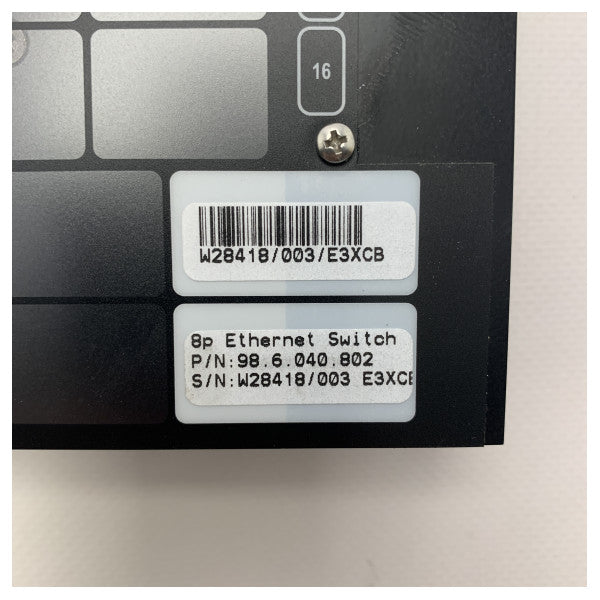 16
W28418/003/E3XCB
8p Ethernet Switch
P/N:98.6.040.802
S/N:W28418/003 E3XCB